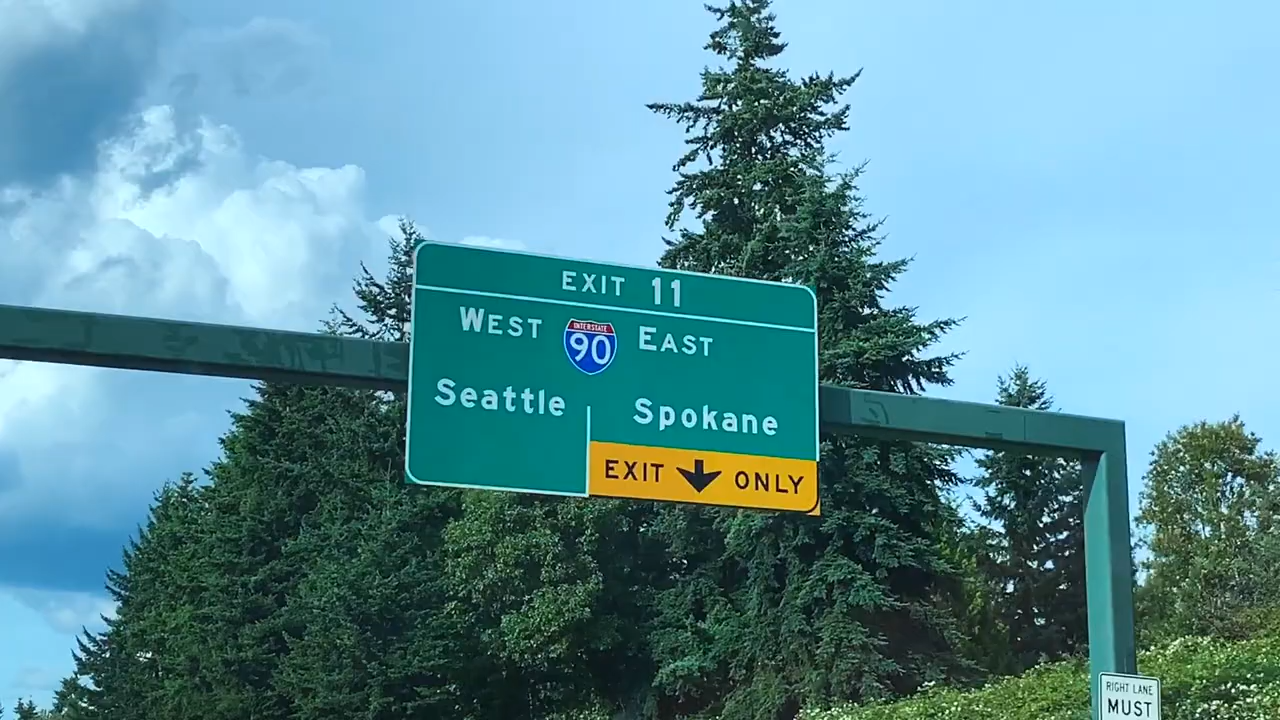 EXIT 11
WEST INTERSTATE 90 EAST
Seattle Spokane
EXIT ONLY
RIGHT LANE
MUST